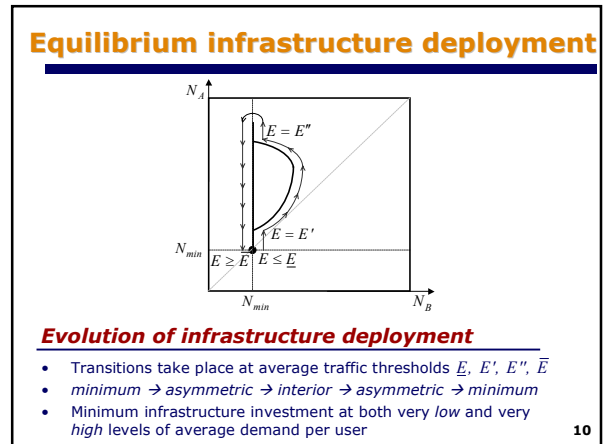 Equilibrium infrastructure deployment
N_A
E = E″
E = E′
N_min
E ≥ E̅ E ≤ E̲
N_min
N_B
Evolution of infrastructure deployment
• Transitions take place at average traffic thresholds E̲, E′, E″, E̅
• minimum → asymmetric → interior → asymmetric → minimum
• Minimum infrastructure investment at both very low and very
high levels of average demand per user
10